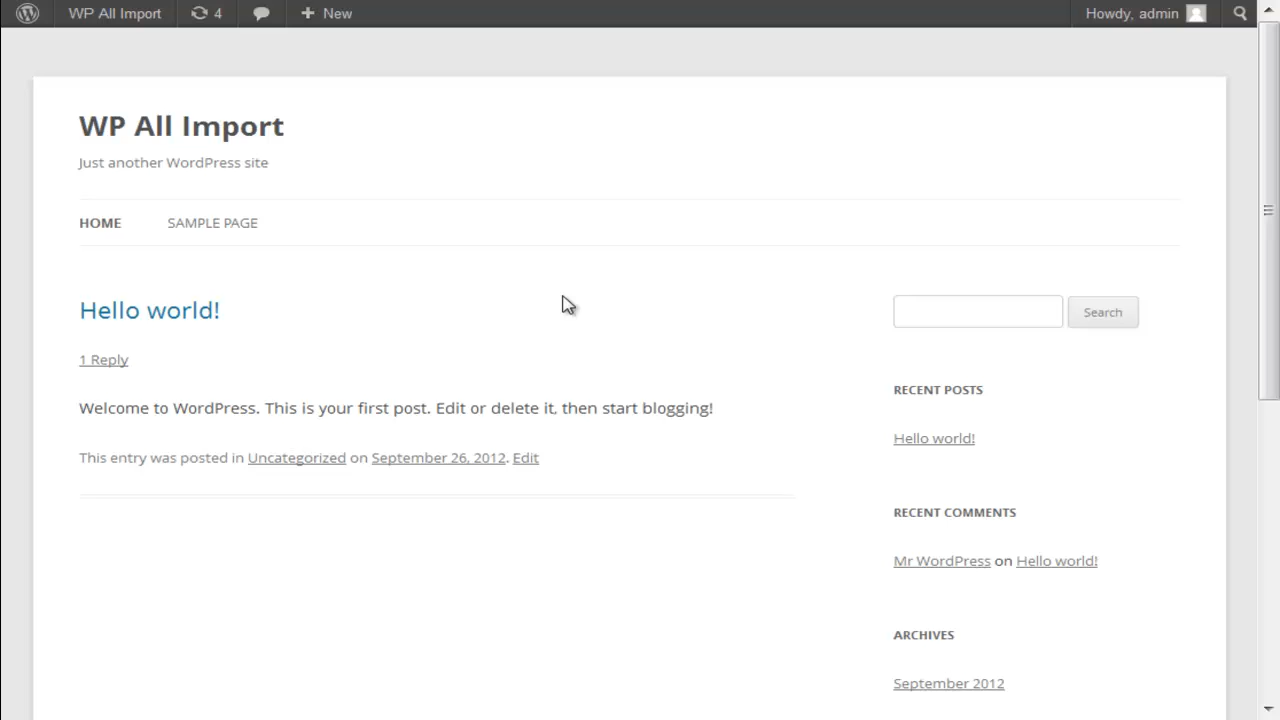 WP All Import 4 New Howdy, admin
WP All Import
Just another WordPress site
HOME SAMPLE PAGE
Hello world!
Search
1 Reply
RECENT POSTS
Welcome to WordPress. This is your first post. Edit or delete it, then start blogging!
Hello world!
This entry was posted in Uncategorized on September 26, 2012. Edit
RECENT COMMENTS
Mr WordPress on Hello world!
ARCHIVES
September 2012